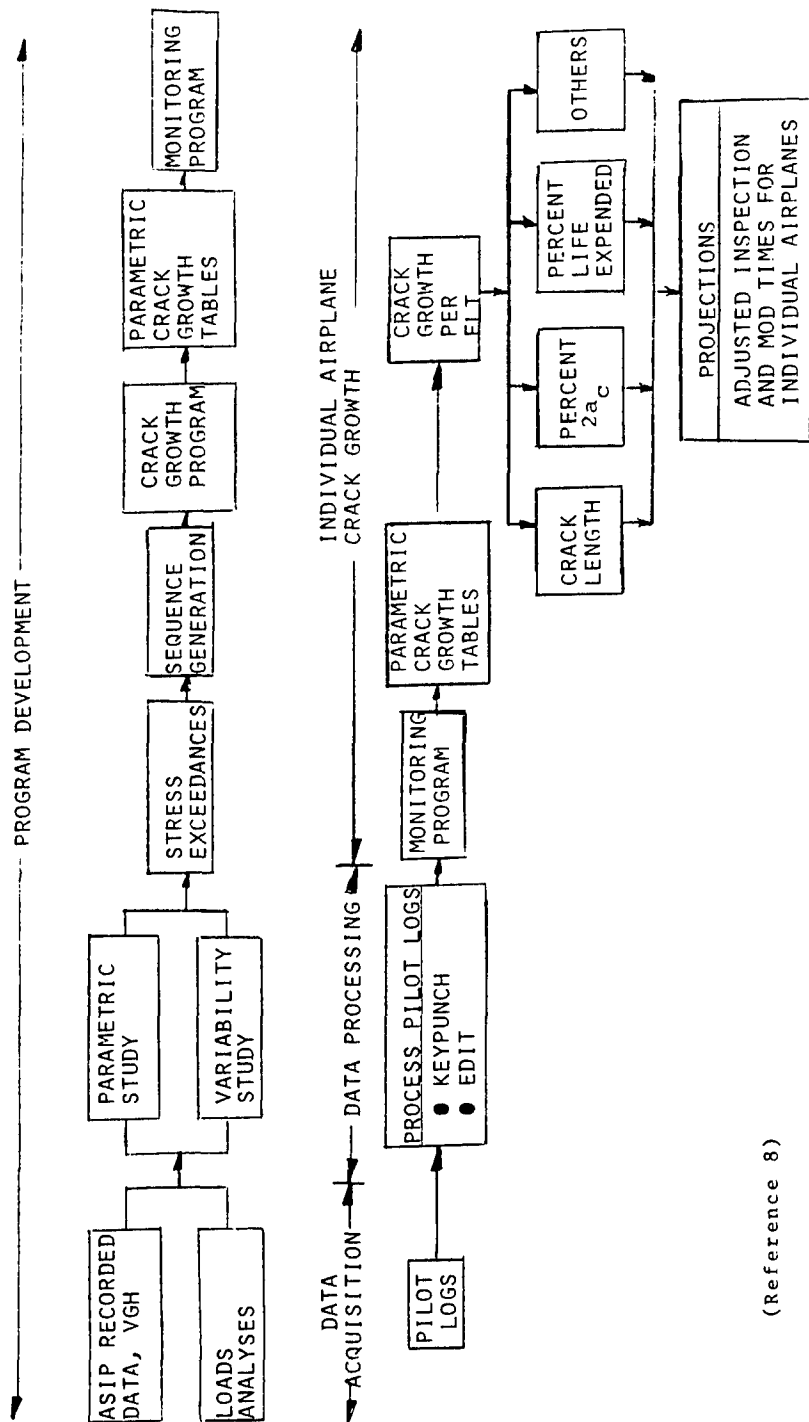 PROGRAM DEVELOPMENT
ASIP RECORDED
DATA, VGH
LOADS
ANALYSES
PARAMETRIC
STUDY
VARIABILITY
STUDY
STRESS
EXCEEDANCES
SEQUENCE
GENERATION
CRACK
GROWTH
PROGRAM
PARAMETRIC
CRACK
GROWTH
TABLES
MONITORING
PROGRAM
DATA
ACQUISITION
DATA PROCESSING
INDIVIDUAL AIRPLANE
CRACK GROWTH
PILOT
LOGS
PROCESS PILOT LOGS
● KEYPUNCH
● EDIT
MONITORING
PROGRAM
PARAMETRIC
CRACK
GROWTH
TABLES
CRACK
GROWTH
PER
FLT
CRACK
LENGTH
PERCENT
2ac
PERCENT
LIFE
EXPENDED
OTHERS
PROJECTIONS
ADJUSTED INSPECTION
AND MOD TIMES FOR
INDIVIDUAL AIRPLANES
(Reference 8)